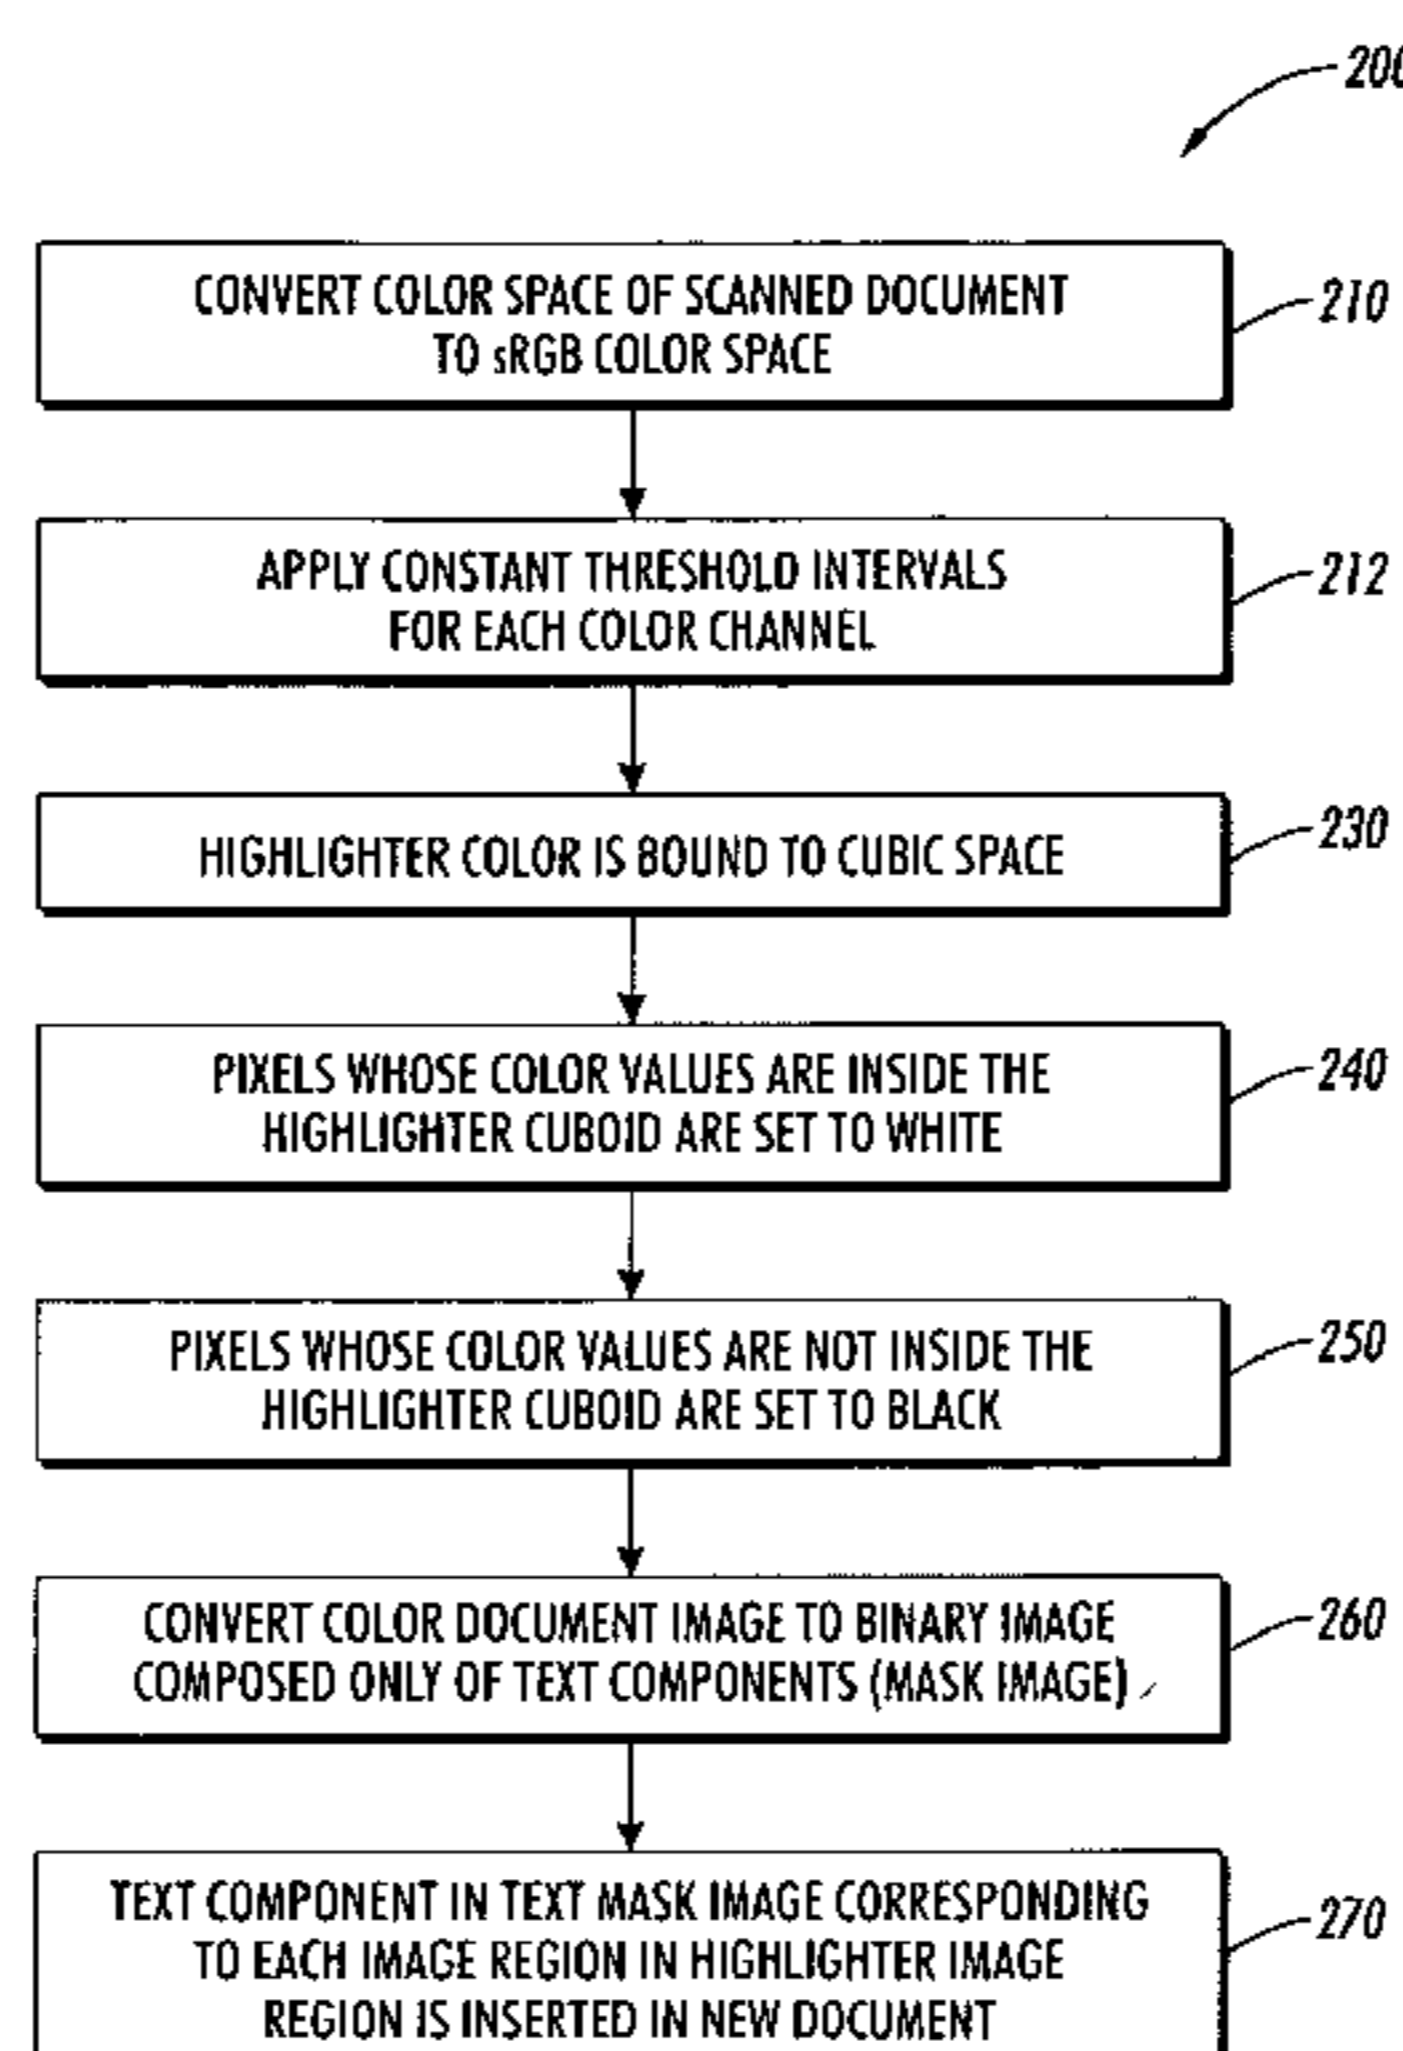 200
CONVERT COLOR SPACE OF SCANNED DOCUMENT
TO sRGB COLOR SPACE
210
APPLY CONSTANT THRESHOLD INTERVALS
FOR EACH COLOR CHANNEL
212
HIGHLIGHTER COLOR IS BOUND TO CUBIC SPACE
230
PIXELS WHOSE COLOR VALUES ARE INSIDE THE
HIGHLIGHTER CUBOID ARE SET TO WHITE
240
PIXELS WHOSE COLOR VALUES ARE NOT INSIDE THE
HIGHLIGHTER CUBOID ARE SET TO BLACK
250
CONVERT COLOR DOCUMENT IMAGE TO BINARY IMAGE
COMPOSED ONLY OF TEXT COMPONENTS (MASK IMAGE)
260
TEXT COMPONENT IN TEXT MASK IMAGE CORRESPONDING
TO EACH IMAGE REGION IN HIGHLIGHTER IMAGE
REGION IS INSERTED IN NEW DOCUMENT
270